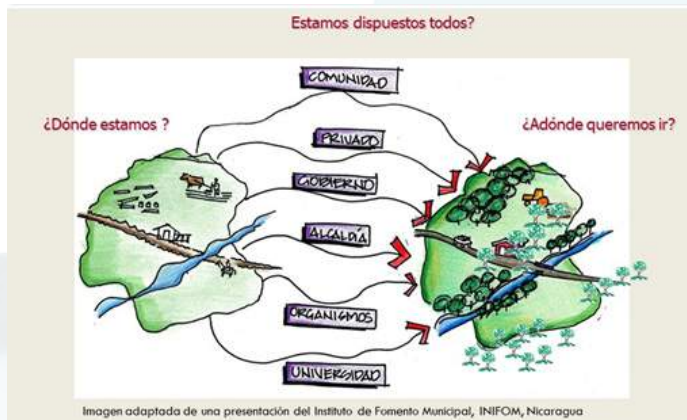 Estamos dispuestos todos?
¿Dónde estamos ?
¿Adónde queremos ir?
COMUNIDAD
PRIVADO
GOBIERNO
ALCALDÍA
ORGANISMOS
UNIVERSIDAD
Imagen adaptada de una presentación del Instituto de Fomento Municipal, INIFOM, Nicaragua